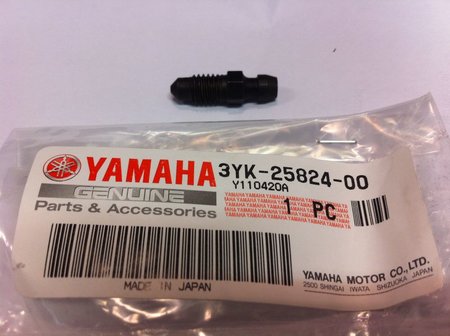 YAMAHA 3YK-25824-00
GENUINE Y110420A
Parts & Accessories 1 PC
MADE IN JAPAN
YAMAHA MOTOR CO., LTD.
2500 SHINGAI IWATA SHIZUOKA JAPAN